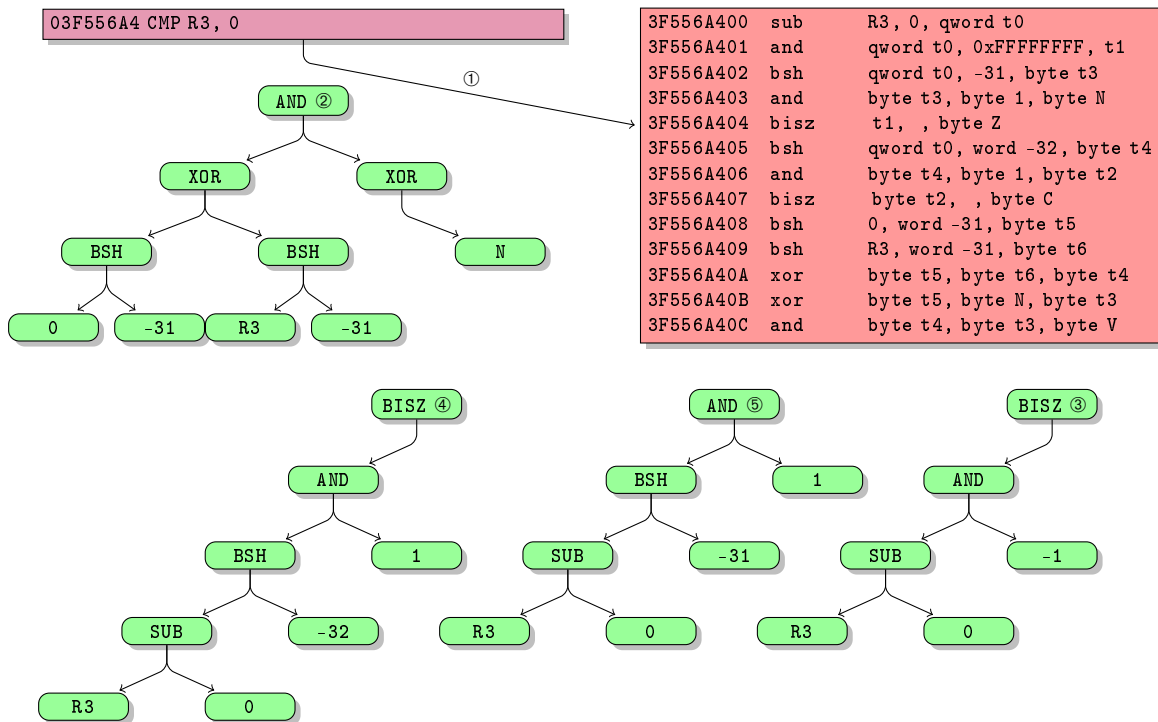 03F556A4 CMP R3, 0
3F556A400 sub R3, 0, qword t0
3F556A401 and qword t0, 0xFFFFFFFF, t1
3F556A402 bsh qword t0, -31, byte t3
3F556A403 and byte t3, byte 1, byte N
3F556A404 bisz t1, , byte Z
3F556A405 bsh qword t0, word -32, byte t4
3F556A406 and byte t4, byte 1, byte t2
3F556A407 bisz byte t2, , byte C
3F556A408 bsh 0, word -31, byte t5
3F556A409 bsh R3, word -31, byte t6
3F556A40A xor byte t5, byte t6, byte t4
3F556A40B xor byte t5, byte N, byte t3
3F556A40C and byte t4, byte t3, byte V
①
AND ②
XOR XOR
BSH BSH N
0 -31 R3 -31
BISZ ④ AND ⑤ BISZ ③
AND BSH 1 AND
BSH 1 SUB -31 SUB -1
SUB -32 R3 0 R3 0
R3 0